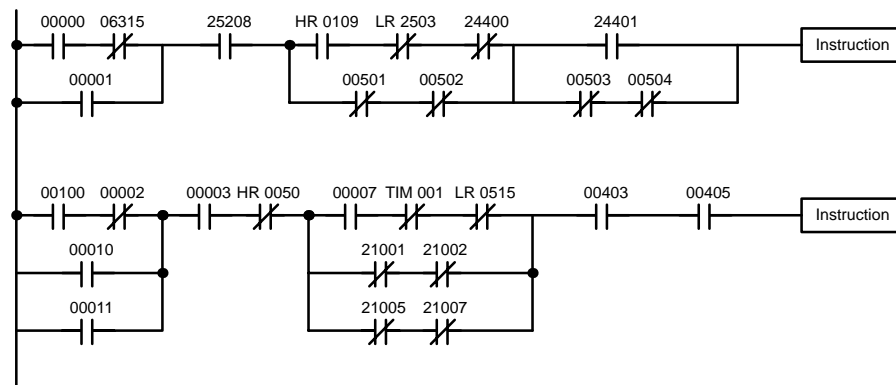 00000 06315 25208 HR 0109 LR 2503 24400 24401
Instruction
00001 00501 00502 00503 00504
00100 00002 00003 HR 0050 00007 TIM 001 LR 0515 00403 00405
Instruction
00010 21001 21002
00011 21005 21007